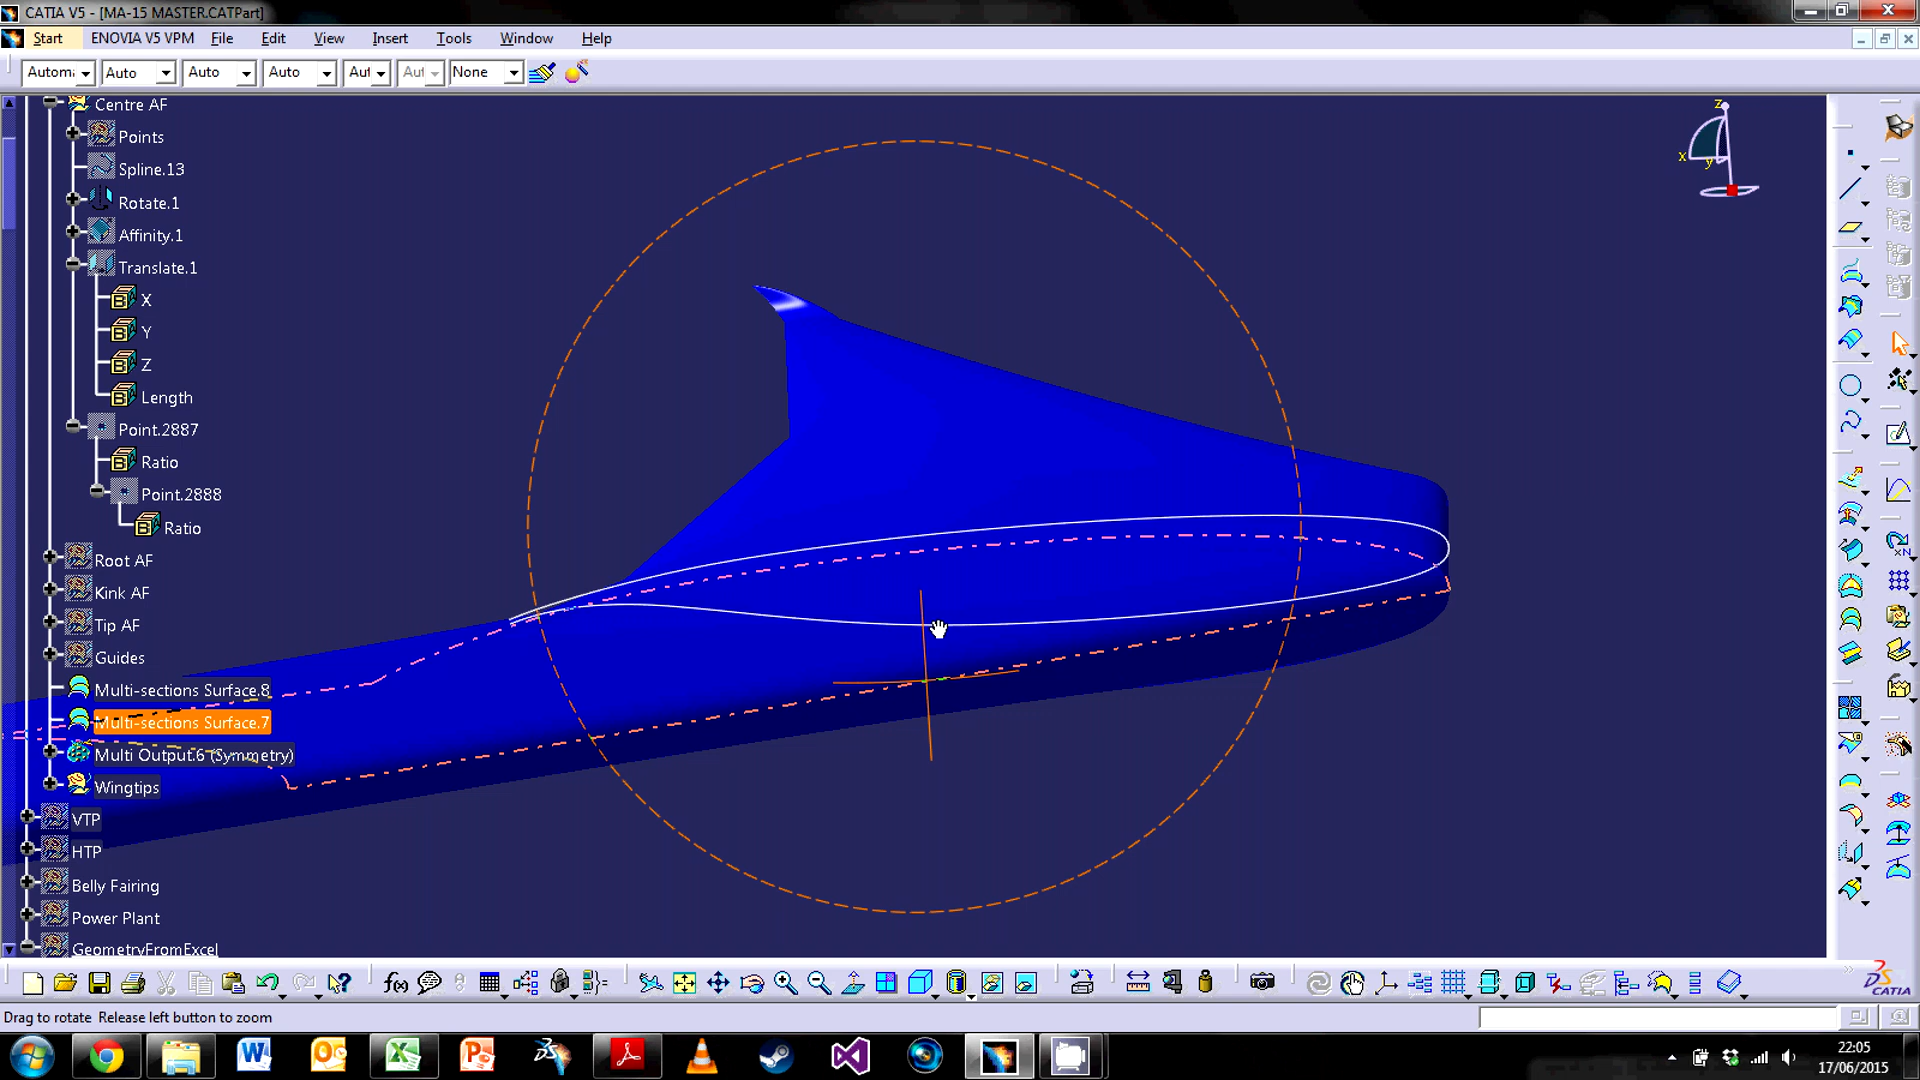 CATIA V5 - [MA-15 MASTER.CATPart]
Start ENOVIA V5 VPM File Edit View Insert Tools Window Help
Automa Auto Auto Auto Aut Aut None
Centre AF
Points
Spline.13
Rotate.1
Affinity.1
Translate.1
X
Y
Z
Length
Point.2887
Ratio
Point.2888
Ratio
Root AF
Kink AF
Tip AF
Guides
Multi-sections Surface.8
Multi-sections Surface.7
Multi Output.6 (Symmetry)
Wingtips
VTP
HTP
Belly Fairing
Power Plant
GeometryFromExcel
z
x
y
f(x)
CATIA
Drag to rotate Release left button to zoom
22:05
17/06/2015